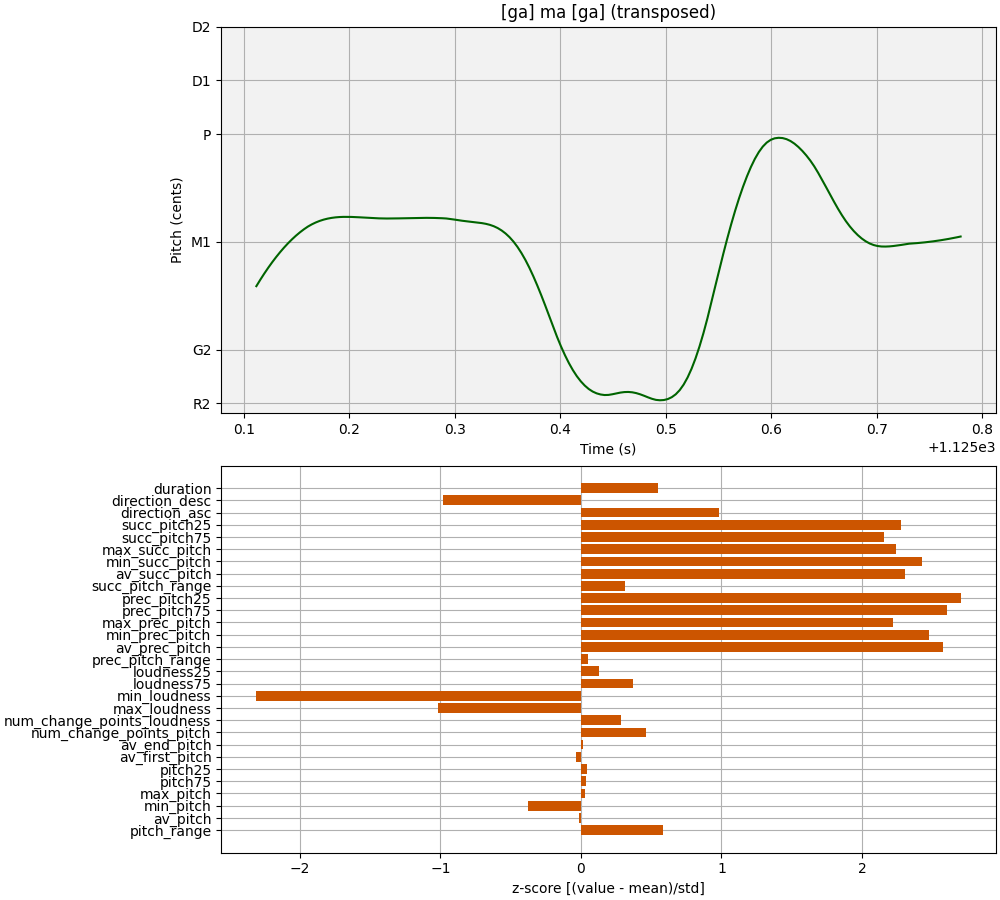 [ga] ma [ga] (transposed)
D2
D1
P
M1
G2
R2
Pitch (cents)
0.1 0.2 0.3 0.4 0.5 0.6 0.7 0.8
Time (s)
+1.125e3
duration
direction_desc
direction_asc
succ_pitch25
succ_pitch75
max_succ_pitch
min_succ_pitch
av_succ_pitch
succ_pitch_range
prec_pitch25
prec_pitch75
max_prec_pitch
min_prec_pitch
av_prec_pitch
prec_pitch_range
loudness25
loudness75
min_loudness
max_loudness
num_change_points_loudness
num_change_points_pitch
av_end_pitch
av_first_pitch
pitch25
pitch75
max_pitch
min_pitch
av_pitch
pitch_range
−2 −1 0 1 2
z-score [(value - mean)/std]